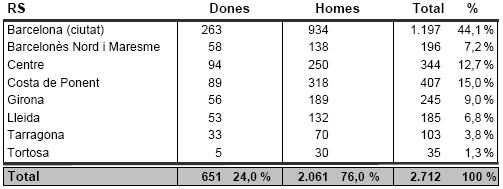 RS Dones Homes Total %
Barcelona (ciutat) 263 934 1.197 44,1 %
Barcelonès Nord i Maresme 58 138 196 7,2 %
Centre 94 250 344 12,7 %
Costa de Ponent 89 318 407 15,0 %
Girona 56 189 245 9,0 %
Lleida 53 132 185 6,8 %
Tarragona 33 70 103 3,8 %
Tortosa 5 30 35 1,3 %
Total 651 24,0 % 2.061 76,0 % 2.712 100 %